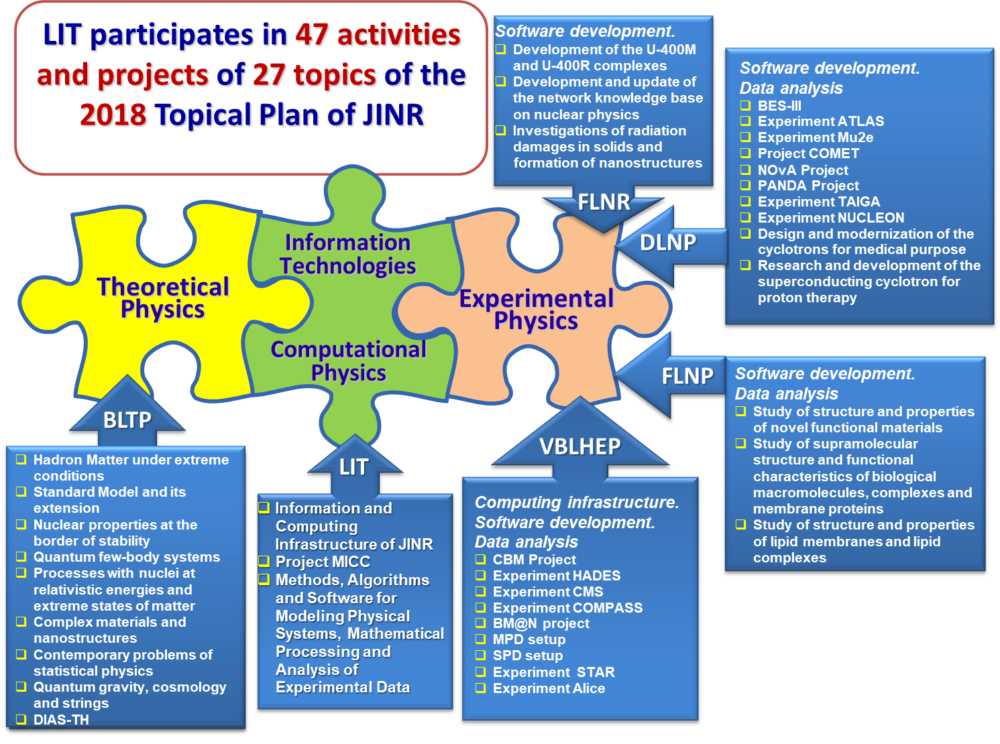 LIT participates in 47 activities
and projects of 27 topics of the
2018 Topical Plan of JINR
Software development.
Development of the U-400M
and U-400R complexes
Development and update of
the network knowledge base
on nuclear physics
Investigations of radiation
damages in solids and
formation of nanostructures
FLNR
Software development.
Data analysis
BES-III
Experiment ATLAS
Experiment Mu2e
Project COMET
NOvA Project
PANDA Project
Experiment TAIGA
Experiment NUCLEON
Design and modernization of the
cyclotrons for medical purpose
Research and development of the
superconducting cyclotron for
proton therapy
DLNP
Theoretical
Physics
Information
Technologies
Computational
Physics
Experimental
Physics
FLNP
Software development.
Data analysis
Study of structure and properties
of novel functional materials
Study of supramolecular
structure and functional
characteristics of biological
macromolecules, complexes and
membrane proteins
Study of structure and properties
of lipid membranes and lipid
complexes
BLTP
Hadron Matter under extreme
conditions
Standard Model and its
extension
Nuclear properties at the
border of stability
Quantum few-body systems
Processes with nuclei at
relativistic energies and
extreme states of matter
Complex materials and
nanostructures
Contemporary problems of
statistical physics
Quantum gravity, cosmology
and strings
DIAS-TH
LIT
Information and
Computing
Infrastructure of JINR
Project MICC
Methods, Algorithms
and Software for
Modeling Physical
Systems, Mathematical
Processing and
Analysis of
Experimental Data
VBLHEP
Computing infrastructure.
Software development.
Data analysis
CBM Project
Experiment HADES
Experiment CMS
Experiment COMPASS
BM@N project
MPD setup
SPD setup
Experiment STAR
Experiment Alice